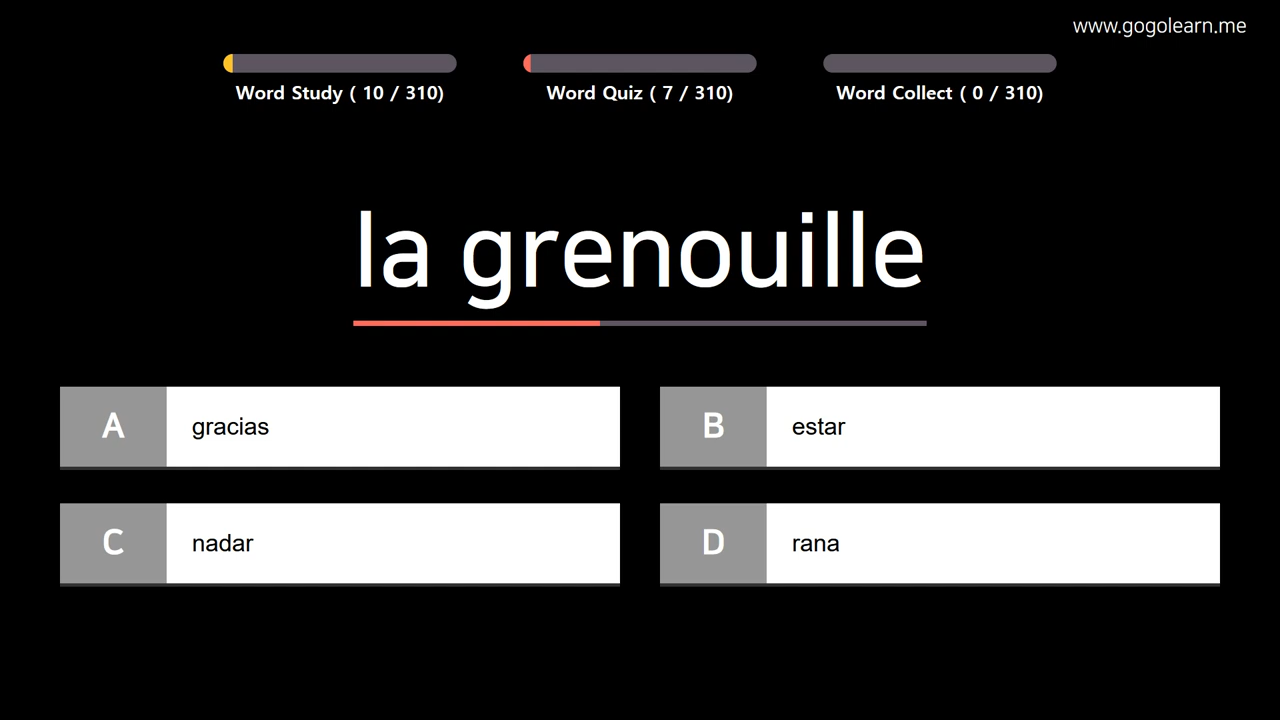 www.gogolearn.me
Word Study ( 10 / 310)
Word Quiz ( 7 / 310)
Word Collect ( 0 / 310)
la grenouille
A gracias
B estar
C nadar
D rana